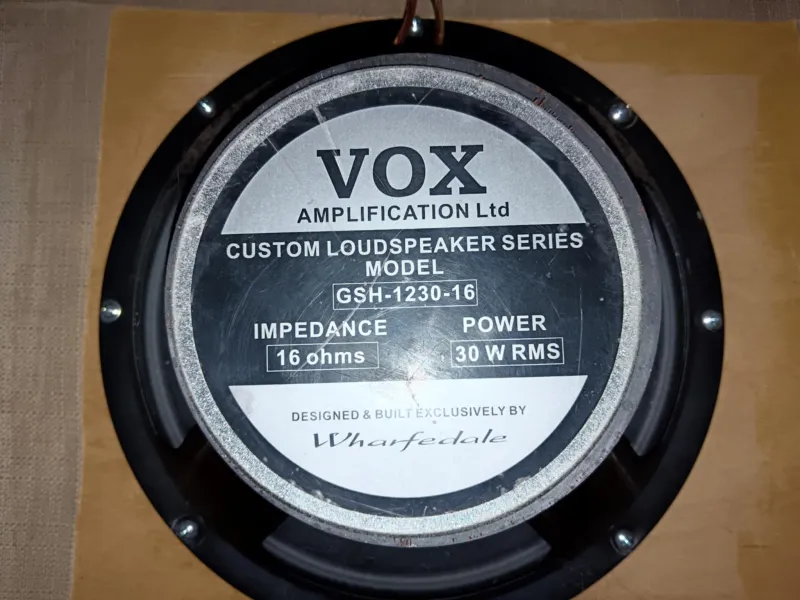 VOX
AMPLIFICATION Ltd
CUSTOM LOUDSPEAKER SERIES
MODEL
GSH-1230-16
IMPEDANCE POWER
16 ohms 30 W RMS
DESIGNED & BUILT EXCLUSIVELY BY
Wharfedale